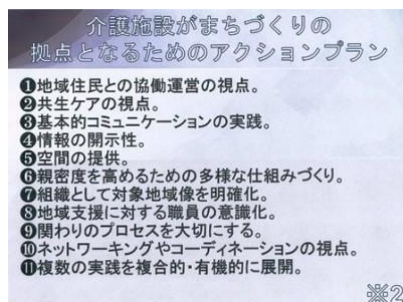 介護施設がまちづくりの
拠点となるためのアクションプラン
❶地域住民との協働運営の視点。
❷共生ケアの視点。
❸基本的コミュニケーションの実践。
❹情報の開示性。
❺空間の提供。
❻親密度を高めるための多様な仕組みづくり。
❼組織として対象地域像を明確化。
❽地域支援に対する職員の意識化。
❾関わりのプロセスを大切にする。
❿ネットワーキングやコーディネーションの視点。
⓫複数の実践を複合的・有機的に展開。
※2